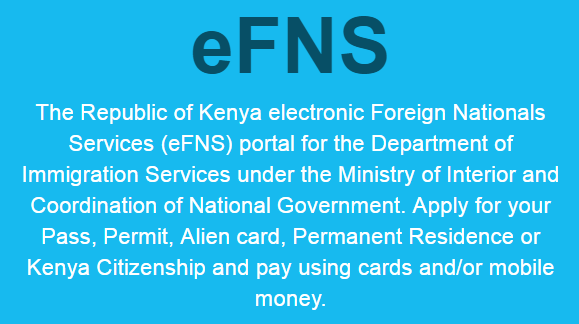 eFNS
The Republic of Kenya electronic Foreign Nationals
Services (eFNS) portal for the Department of
Immigration Services under the Ministry of Interior and
Coordination of National Government. Apply for your
Pass, Permit, Alien card, Permanent Residence or
Kenya Citizenship and pay using cards and/or mobile
money.